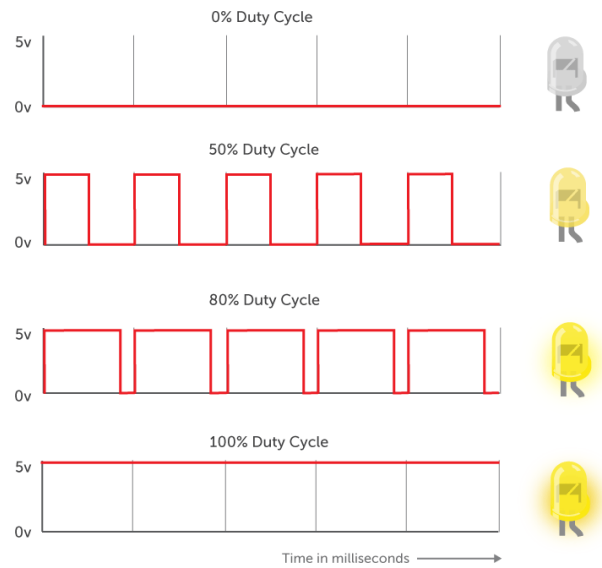 0% Duty Cycle
5v
0v
50% Duty Cycle
5v
0v
80% Duty Cycle
5v
0v
100% Duty Cycle
5v
0v
Time in milliseconds